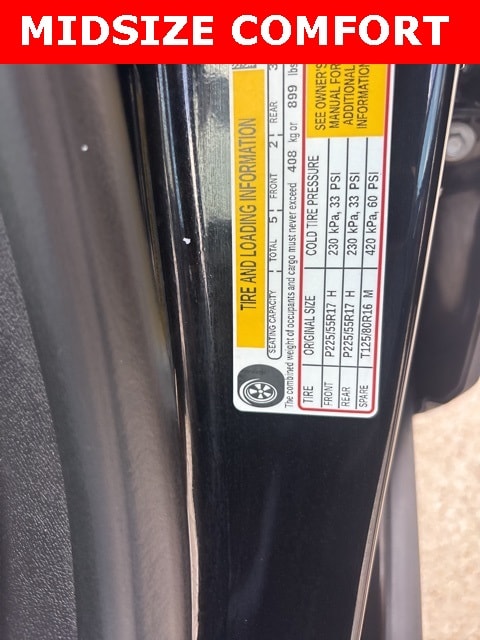 MIDSIZE COMFORT
TIRE AND LOADING INFORMATION
SEATING CAPACITY TOTAL 5 FRONT 2 REAR 3
The combined weight of occupants and cargo must never exceed 408 kg or 899 lbs
TIRE ORIGINAL SIZE COLD TIRE PRESSURE
FRONT P225/55R17 H 230 kPa, 33 PSI
REAR P225/55R17 H 230 kPa, 33 PSI
SPARE T125/80R16 M 420 kPa, 60 PSI
SEE OWNER'S
MANUAL FOR
ADDITIONAL
INFORMATION